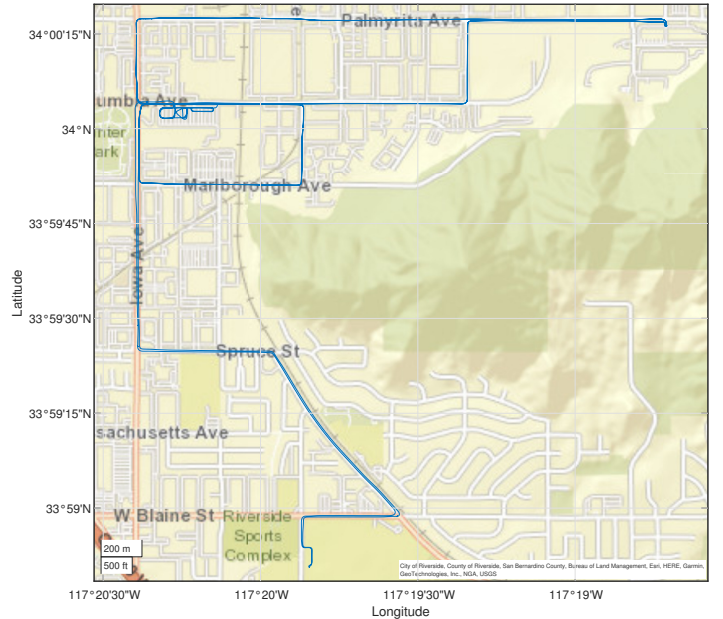 Palmyrita Ave
34°00'15"N
umbia Ave
34°N
nter
ark
Marlborough Ave
33°59'45"N
Iowa Ave
Latitude
33°59'30"N
Spruce St
33°59'15"N
sachusetts Ave
33°59'N
W Blaine St
Riverside
Sports
Complex
200 m
500 ft
City of Riverside, County of Riverside, San Bernardino County, Bureau of Land Management, Esri, HERE, Garmin,
GeoTechnologies, Inc., NGA, USGS
117°20'30"W
117°20'W
117°19'30"W
117°19'W
Longitude